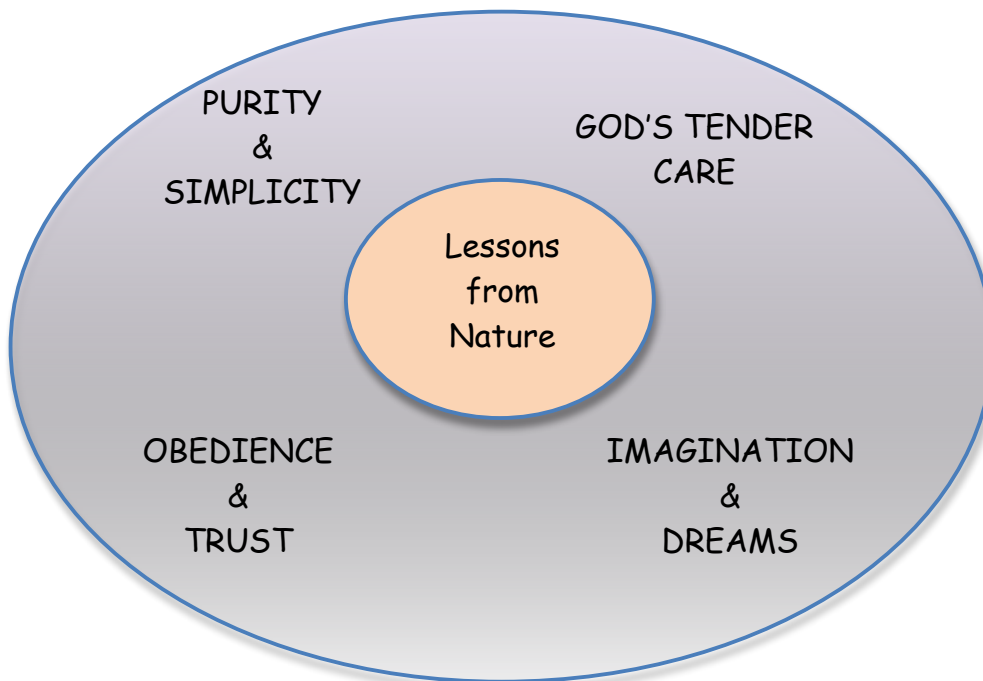 PURITY
&
SIMPLICITY
GOD'S TENDER
CARE
Lessons
from
Nature
OBEDIENCE
&
TRUST
IMAGINATION
&
DREAMS